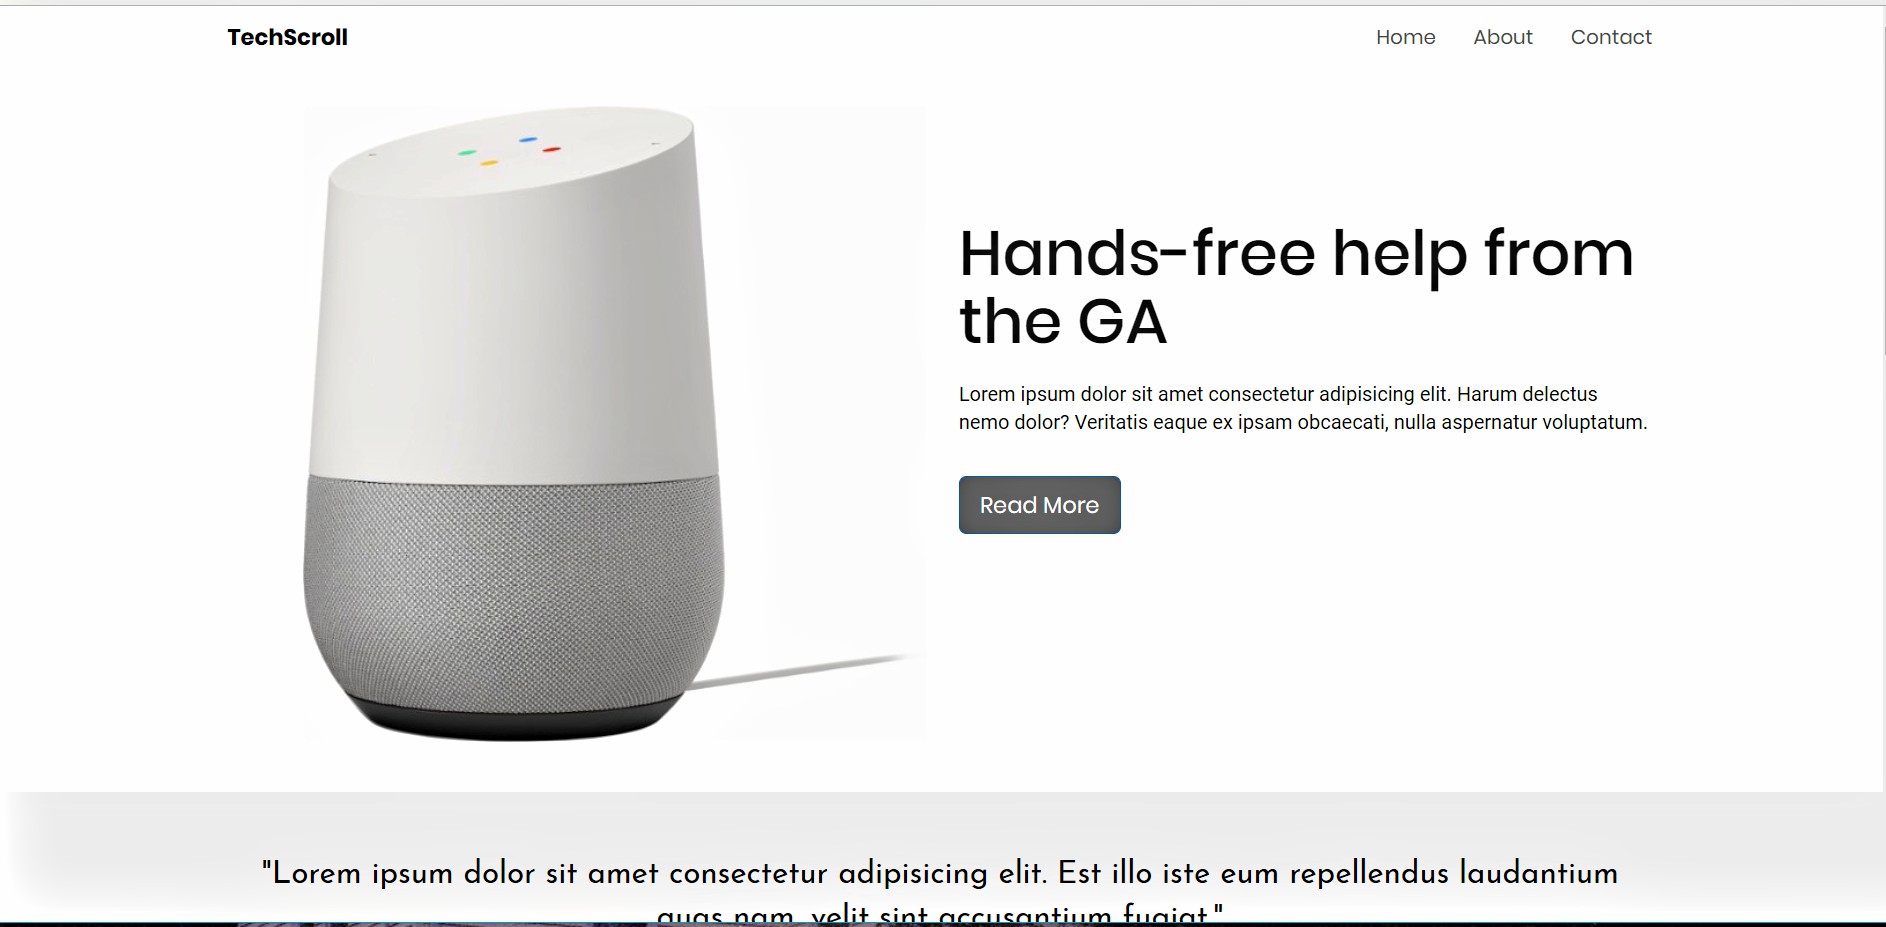 TechScroll
Home About Contact
Hands-free help from
the GA
Lorem ipsum dolor sit amet consectetur adipisicing elit. Harum delectus
nemo dolor? Veritatis eaque ex ipsam obcaecati, nulla aspernatur voluptatum.
Read More
"Lorem ipsum dolor sit amet consectetur adipisicing elit. Est illo iste eum repellendus laudantium
quas nam, velit sint accusantium fugiat."